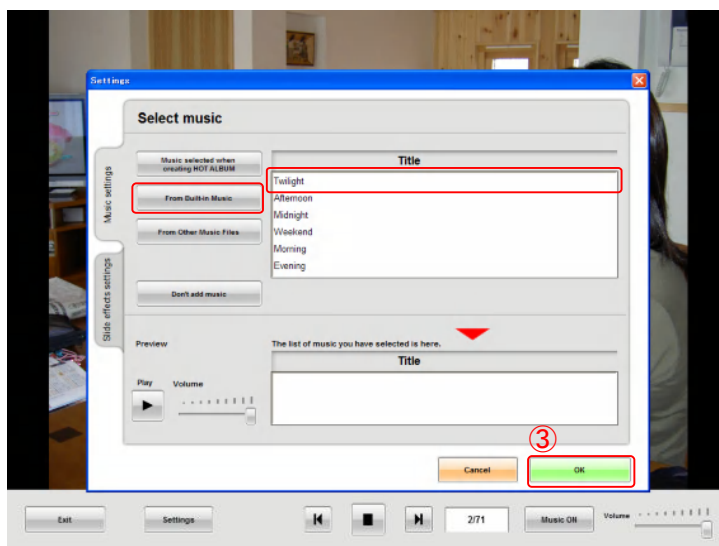 Settings
Select music
Music settings
Slide effects settings
Music selected when
creating HOT ALBUM
From Built-in Music
From Other Music Files
Don't add music
Title
Twilight
Afternoon
Midnight
Weekend
Morning
Evening
Preview
The list of music you have selected is here.
Title
Play
Volume
③
Cancel
OK
Exit
Settings
2/71
Music ON
Volume